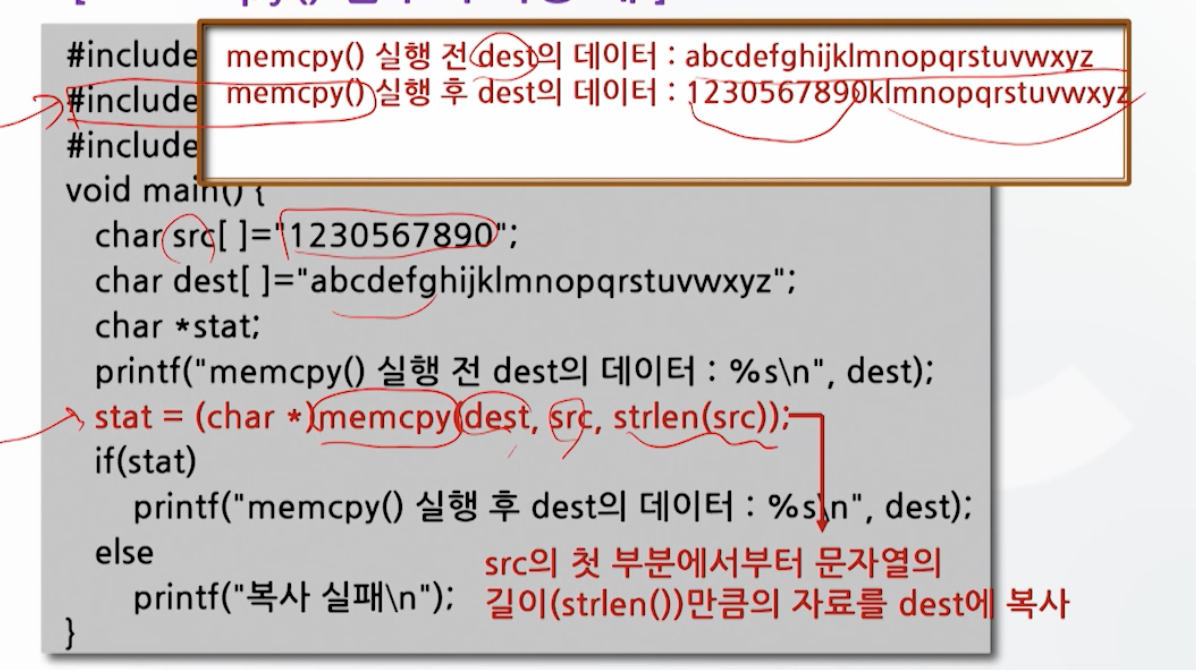 #include
#include
#include
memcpy() 실행 전 dest의 데이터 : abcdefghijklmnopqrstuvwxyz
memcpy() 실행 후 dest의 데이터 : 1230567890klmnopqrstuvwxyz
void main() {
char src[ ]="1230567890";
char dest[ ]="abcdefghijklmnopqrstuvwxyz";
char *stat;
printf("memcpy() 실행 전 dest의 데이터 : %s\n", dest);
stat = (char *)memcpy(dest, src, strlen(src));
if(stat)
printf("memcpy() 실행 후 dest의 데이터 : %s\n", dest);
else
printf("복사 실패\n");
src의 첫 부분에서부터 문자열의
길이(strlen())만큼의 자료를 dest에 복사
}